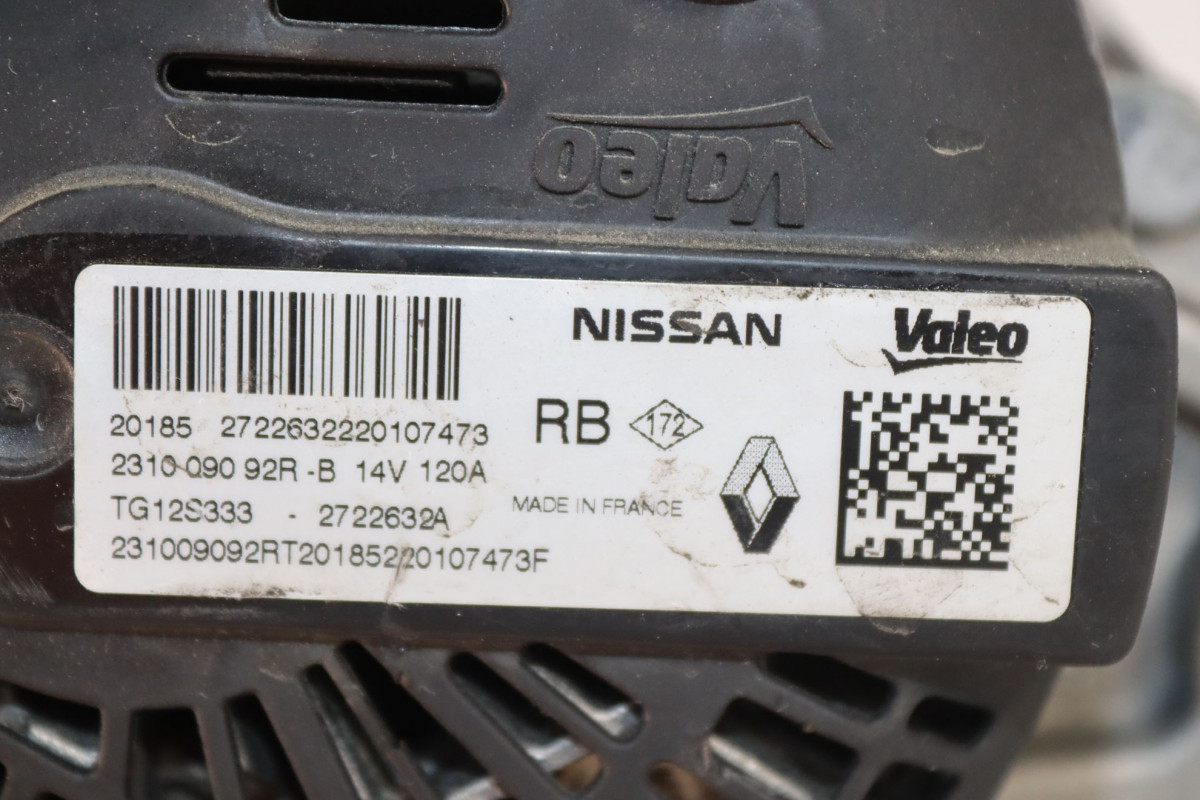 Valeo
NISSAN
Valeo
20185 2722632220107473
RB 172
2310 090 92R -B 14V 120A
TG12S333 - 2722632A
MADE IN FRANCE
231009092RT20185220107473F